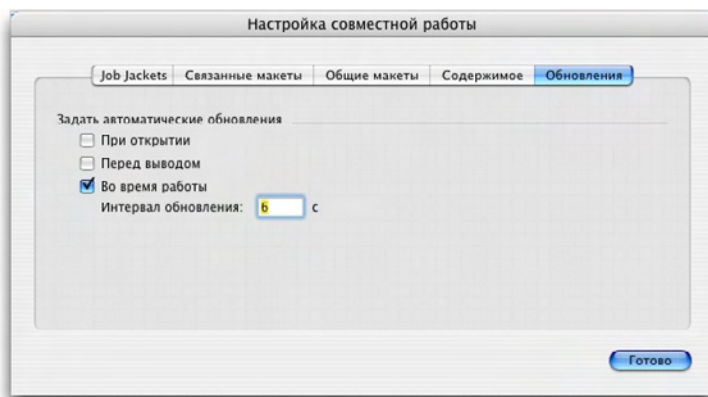 Настройка совместной работы
Job Jackets Связанные макеты Общие макеты Содержимое Обновления
Задать автоматические обновления
При открытии
Перед выводом
Во время работы
Интервал обновления: 6 с
Готово